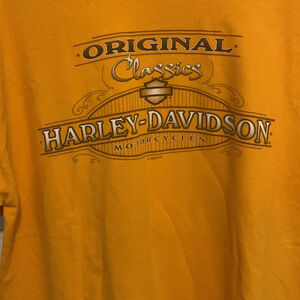 · ORIGINAL ·
Classics
HARLEY-DAVIDSON
MOTORCYCLES